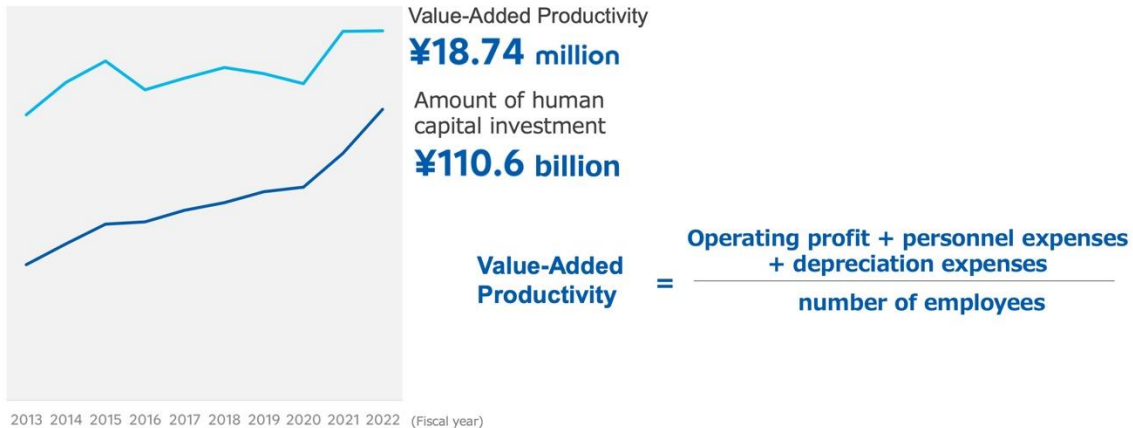 Value-Added Productivity
¥18.74 million
Amount of human
capital investment
¥110.6 billion
Value-Added
Productivity
=
Operating profit + personnel expenses
+ depreciation expenses
number of employees
2013 2014 2015 2016 2017 2018 2019 2020 2021 2022 (Fiscal year)